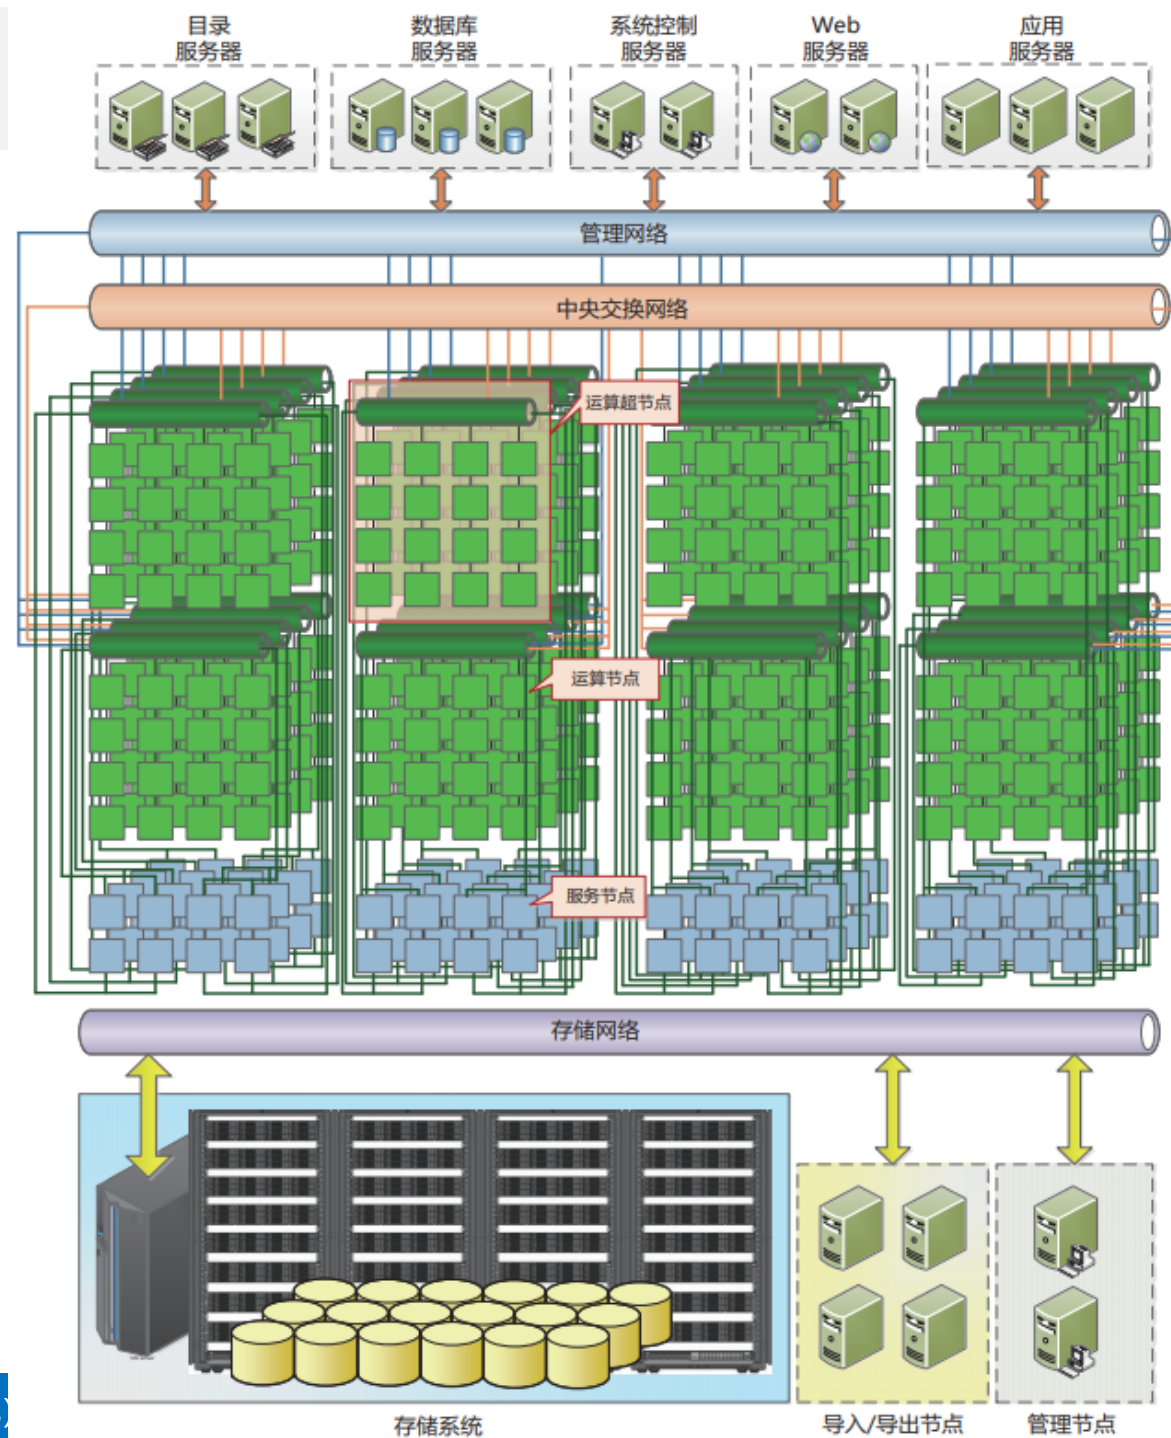 目录
服务器
数据库
服务器
系统控制
服务器
Web
服务器
应用
服务器
管理网络
中央交换网络
运算超节点
运算节点
服务节点
存储网络
存储系统
导入/导出节点
管理节点